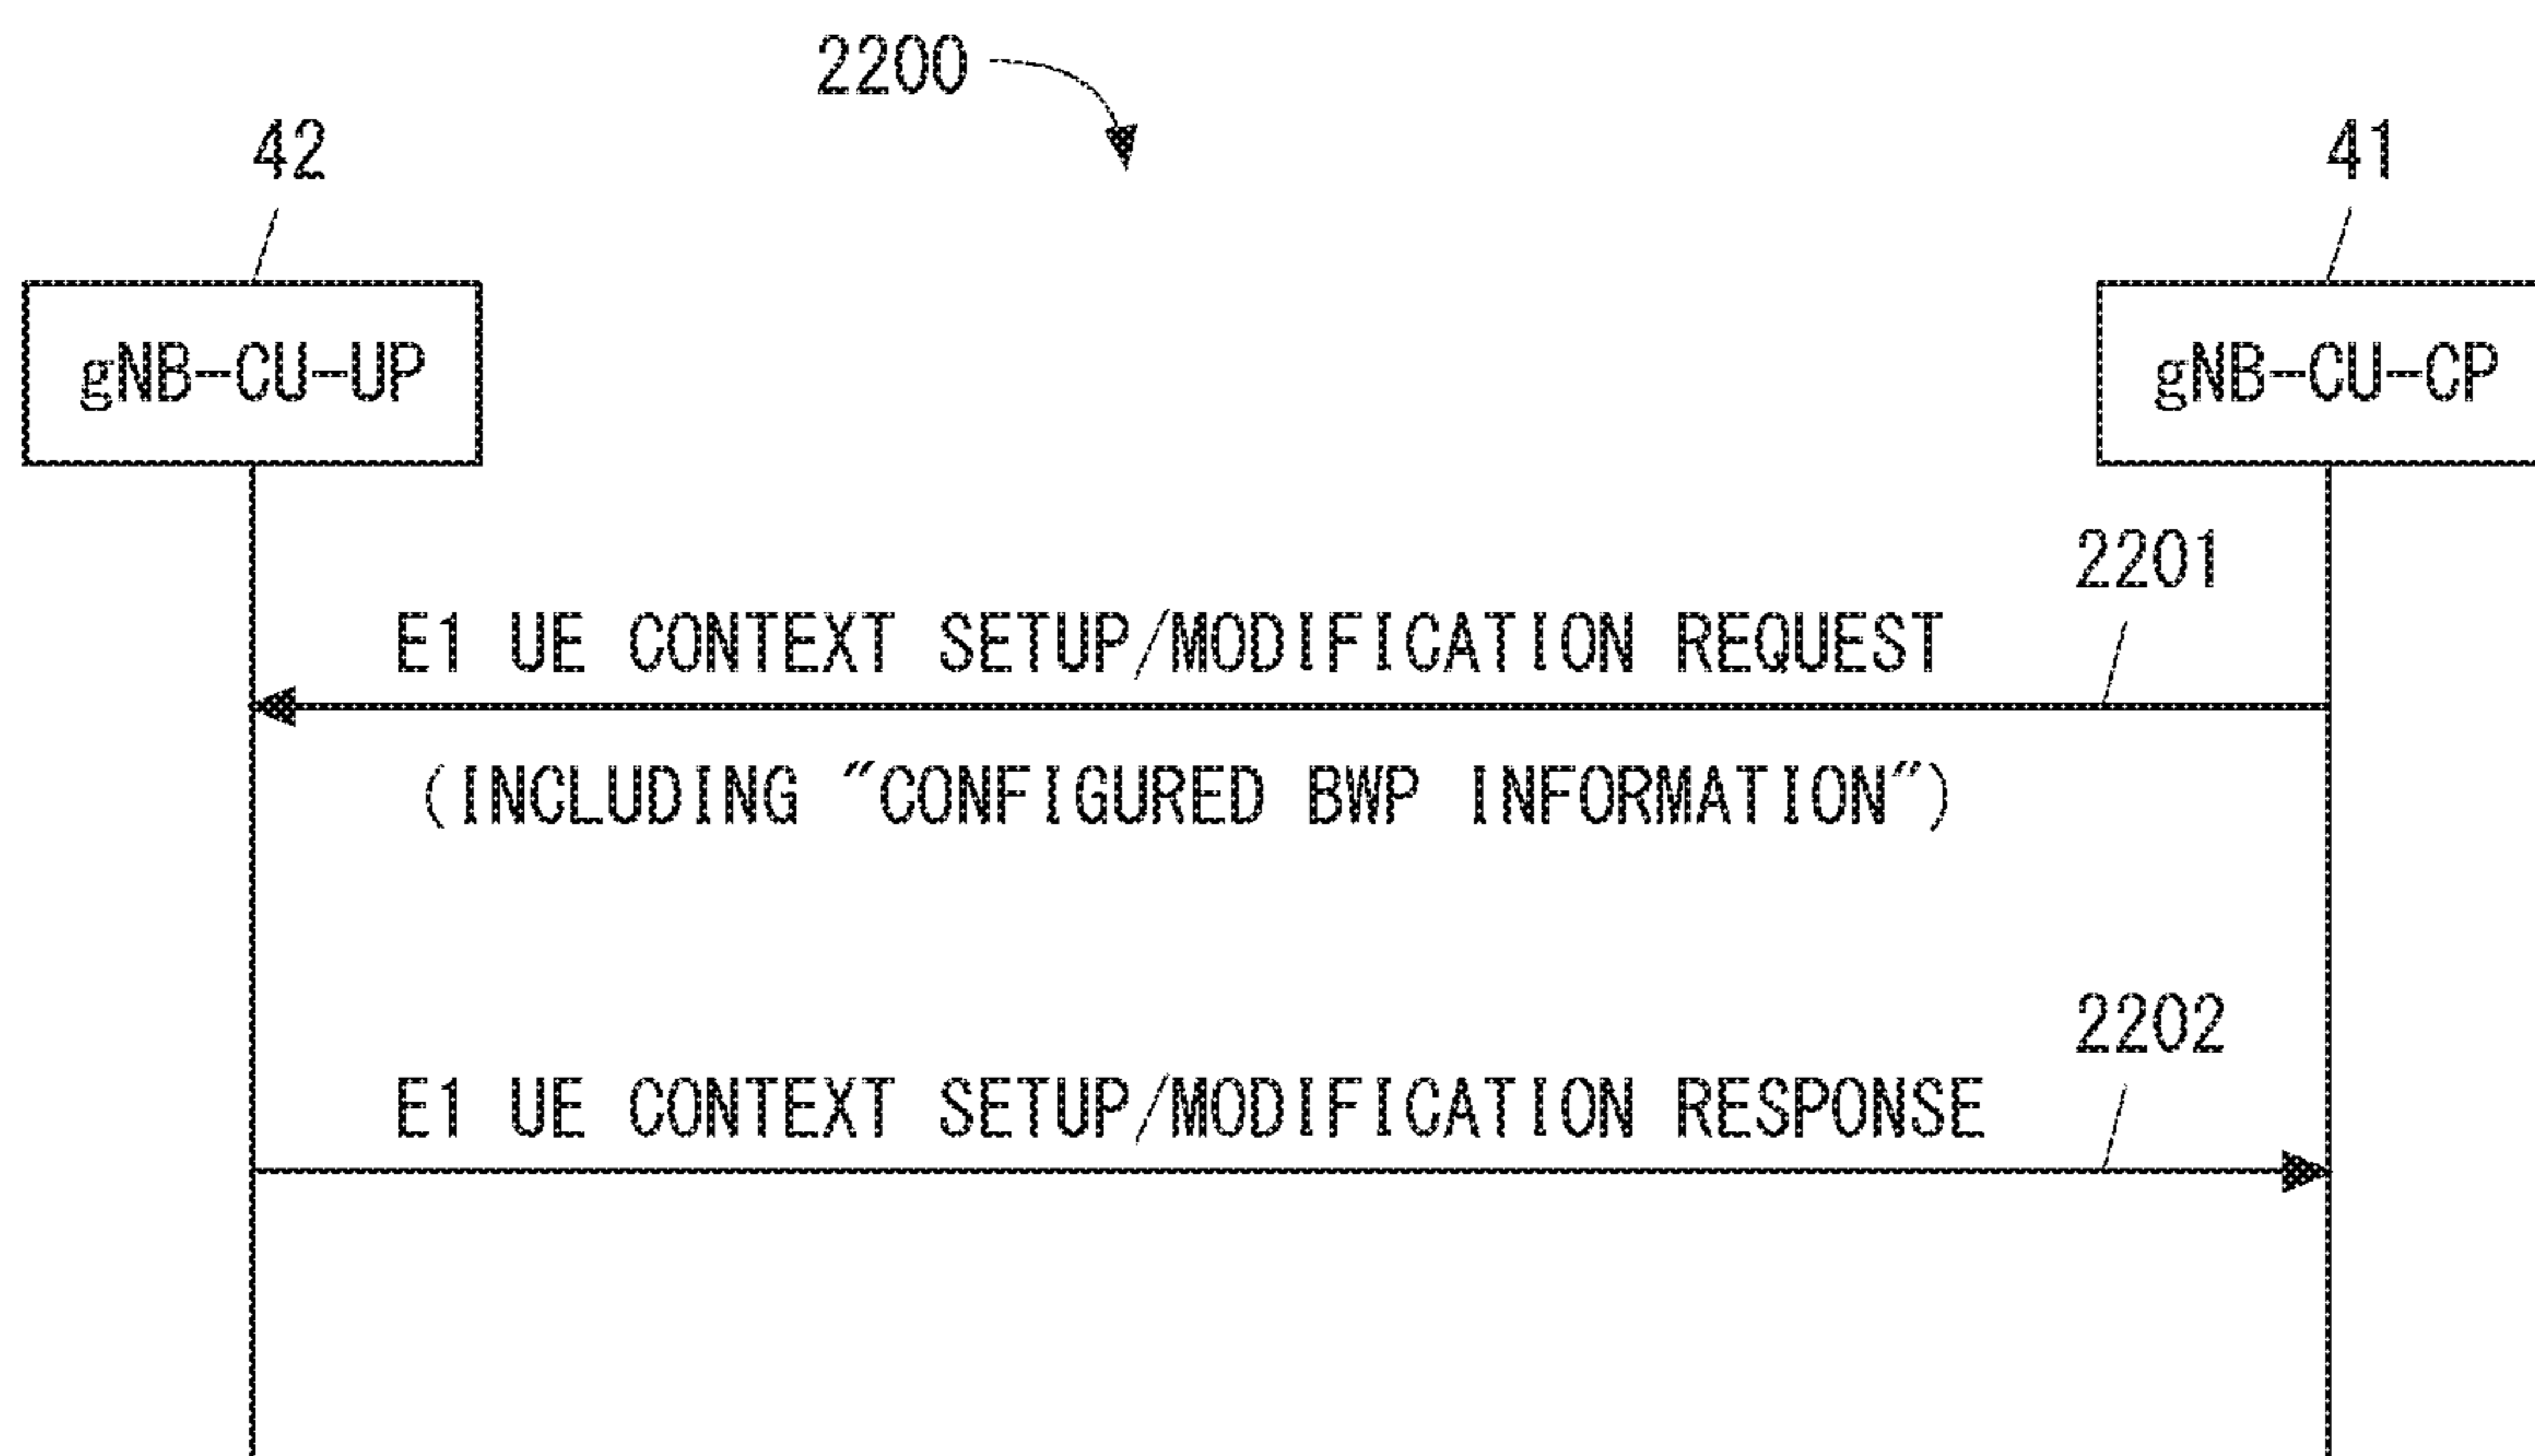 2200
42
41
gNB-CU-UP
gNB-CU-CP
2201
E1 UE CONTEXT SETUP/MODIFICATION REQUEST
(INCLUDING "CONFIGURED BWP INFORMATION")
2202
E1 UE CONTEXT SETUP/MODIFICATION RESPONSE